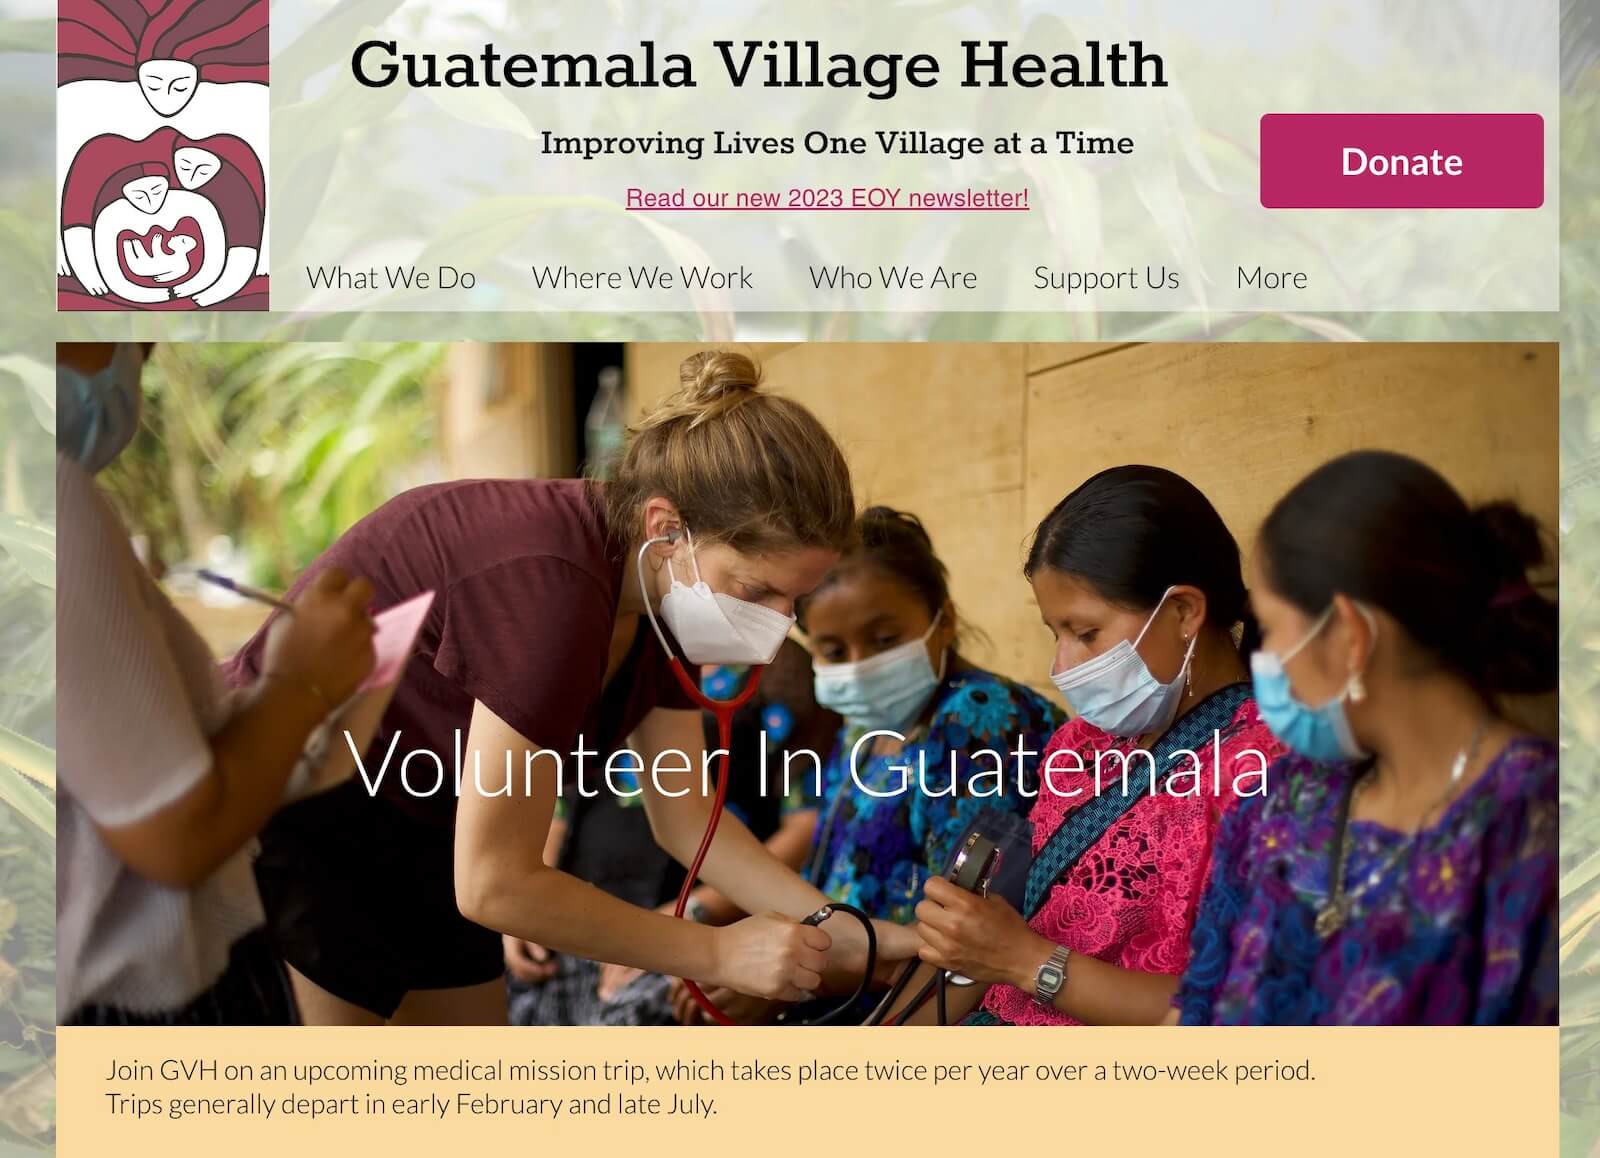 Guatemala Village Health
Improving Lives One Village at a Time
Read our new 2023 EOY newsletter!
Donate
What We Do
Where We Work
Who We Are
Support Us
More
Volunteer In Guatemala
Join GVH on an upcoming medical mission trip, which takes place twice per year over a two-week period.
Trips generally depart in early February and late July.